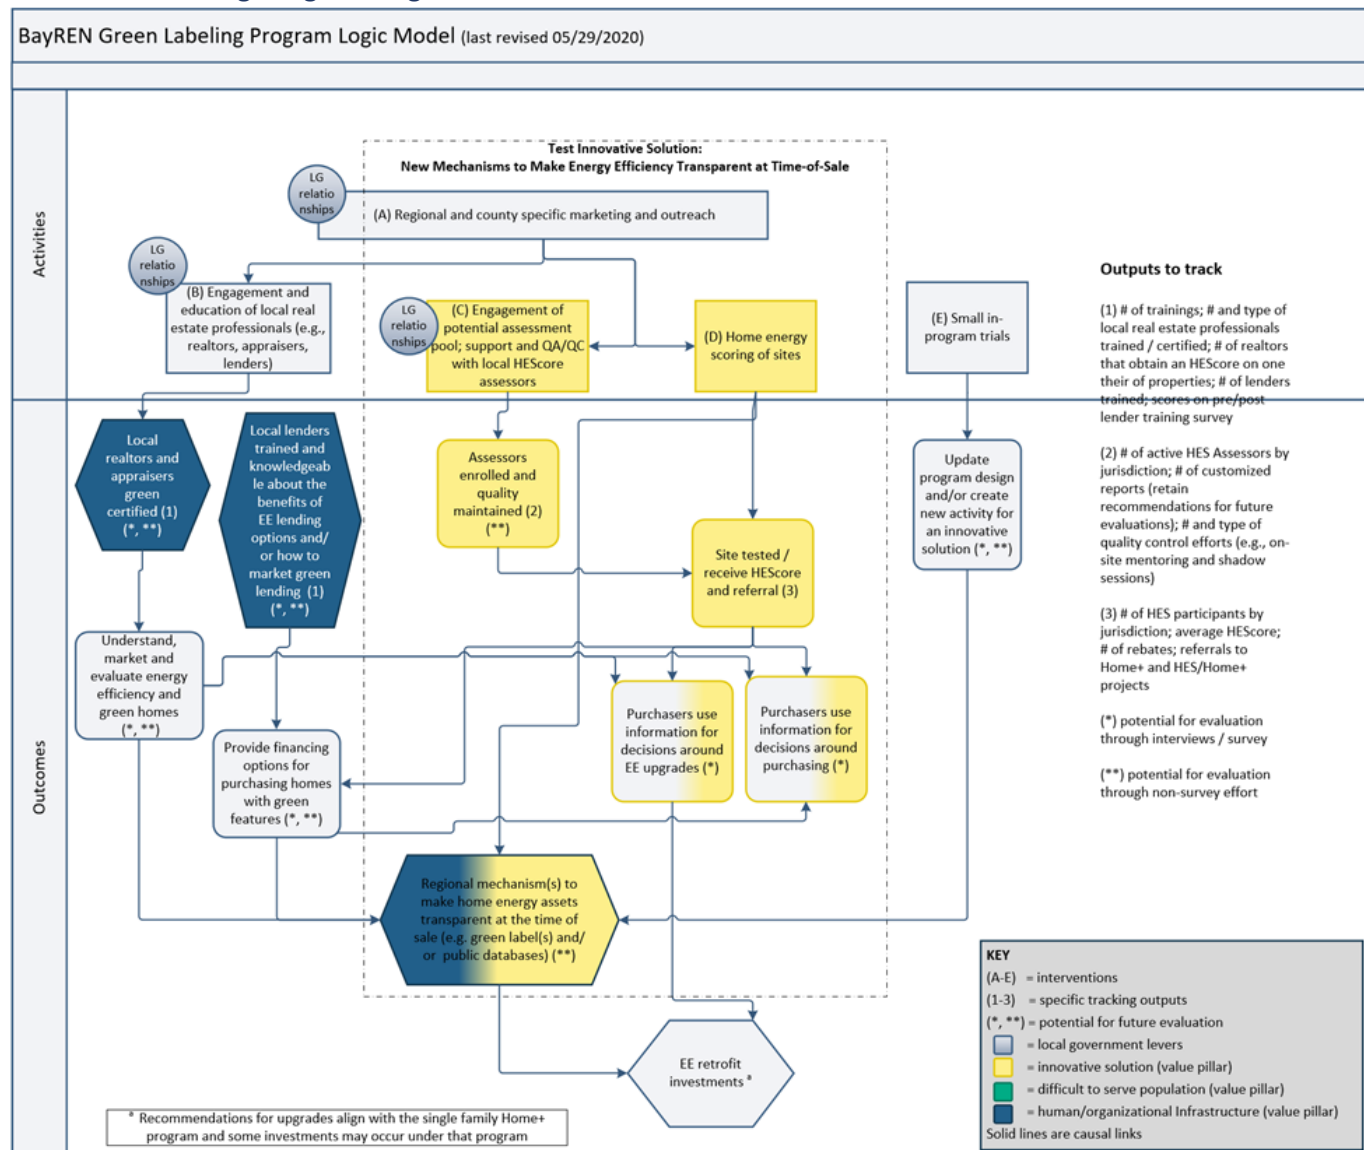 BayREN Green Labeling Program Logic Model (last revised 05/29/2020)
Activities
Test Innovative Solution:
New Mechanisms to Make Energy Efficiency Transparent at Time-of-Sale
LG
relatio
nships
(A) Regional and county specific marketing and outreach
LG
relatio
nships
(B) Engagement and
education of local real
estate professionals (e.g.,
realtors, appraisers,
lenders)
LG
relatio
nships
(C) Engagement of
potential assessment
pool; support and QA/QC
with local HEScore
assessors
(D) Home energy
scoring of sites
(E) Small in-
program trials
Outcomes
Local
realtors and
appraisers
green
certified (1)
(*, **)
Local lenders
trained and
knowledgeab
le about the
benefits of
EE lending
options and/
or how to
market green
lending (1)
(*, **)
Assessors
enrolled and
quality
maintained (2)
(**)
Site tested /
receive HEScore
and referral (3)
Update
program design
and/or create
new activity for
an innovative
solution (*, **)
Understand,
market and
evaluate energy
efficiency and
green homes
(*, **)
Provide financing
options for
purchasing homes
with green
features (*, **)
Purchasers use
information for
decisions around
EE upgrades (*)
Purchasers use
information for
decisions around
purchasing (*)
Regional mechanism(s) to
make home energy assets
transparent at the time of
sale (e.g. green label(s) and/
or public databases) (**)
EE retrofit
investments ª
ª Recommendations for upgrades align with the single family Home+
program and some investments may occur under that program
Outputs to track
(1) # of trainings; # and type of
local real estate professionals
trained / certified; # of realtors
that obtain an HEScore on one
their of properties; # of lenders
trained; scores on pre/post
lender training survey
(2) # of active HES Assessors by
jurisdiction; # of customized
reports (retain
recommendations for future
evaluations); # and type of
quality control efforts (e.g., on-
site mentoring and shadow
sessions)
(3) # of HES participants by
jurisdiction; average HEScore;
# of rebates; referrals to
Home+ and HES/Home+
projects
(*) potential for evaluation
through interviews / survey
(**) potential for evaluation
through non-survey effort
KEY
(A-E) = interventions
(1-3) = specific tracking outputs
(*, **) = potential for future evaluation
= local government levers
= innovative solution (value pillar)
= difficult to serve population (value pillar)
= human/organizational Infrastructure (value pillar)
Solid lines are causal links